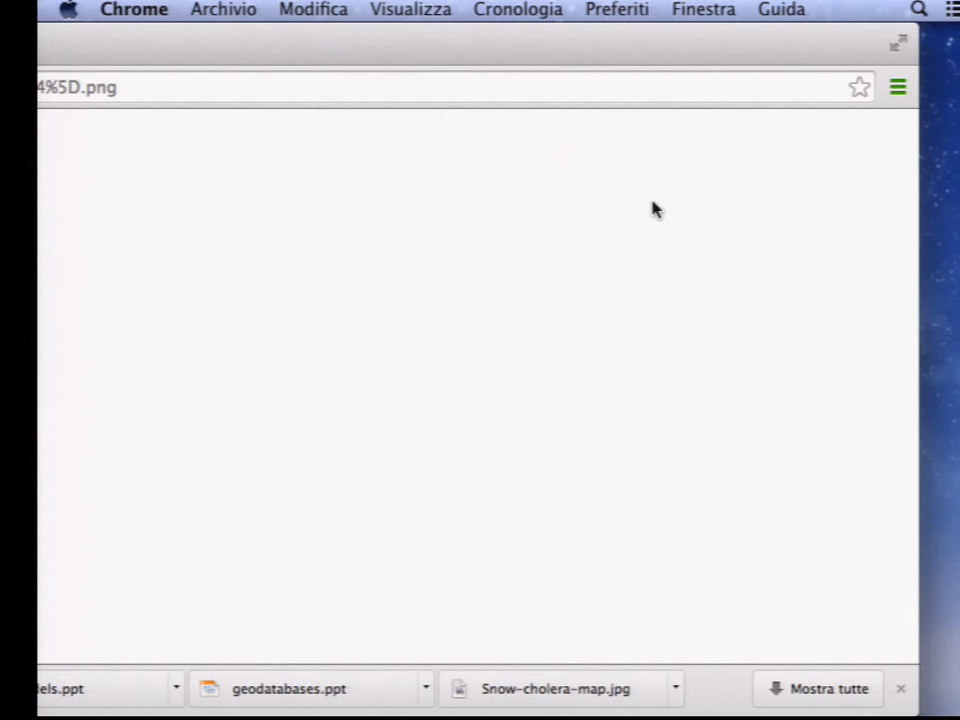 Chrome Archivio Modifica Visualizza Cronologia Preferiti Finestra Guida
4%5D.png
lels.ppt geodatabases.ppt Snow-cholera-map.jpg Mostra tutte